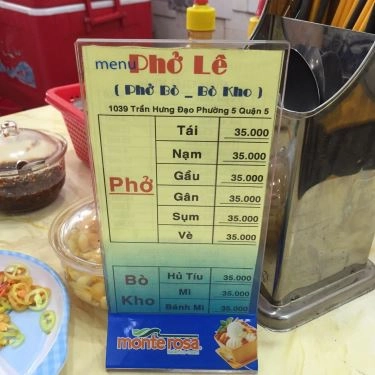 menu Phở Lệ
( Phở Bò _ Bò Kho )
1039 Trần Hưng Đạo Phường 5 Quận 5
Phở
Tái 35.000
Nạm 35.000
Gầu 35.000
Gân 35.000
Sụm 35.000
Vè 35.000
Bò Kho
Hủ Tíu 35.000
Mì 35.000
Bánh Mì 35.000
monte rosa